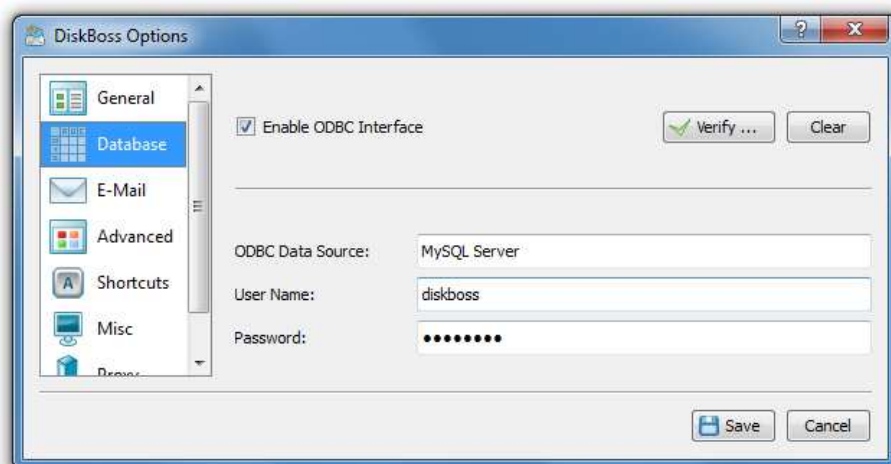 DiskBoss Options
General
Database
E-Mail
Advanced
Shortcuts
Misc
Proxy
Enable ODBC Interface
Verify ...
Clear
ODBC Data Source: MySQL Server
User Name: diskboss
Password: ●●●●●●●●
Save
Cancel